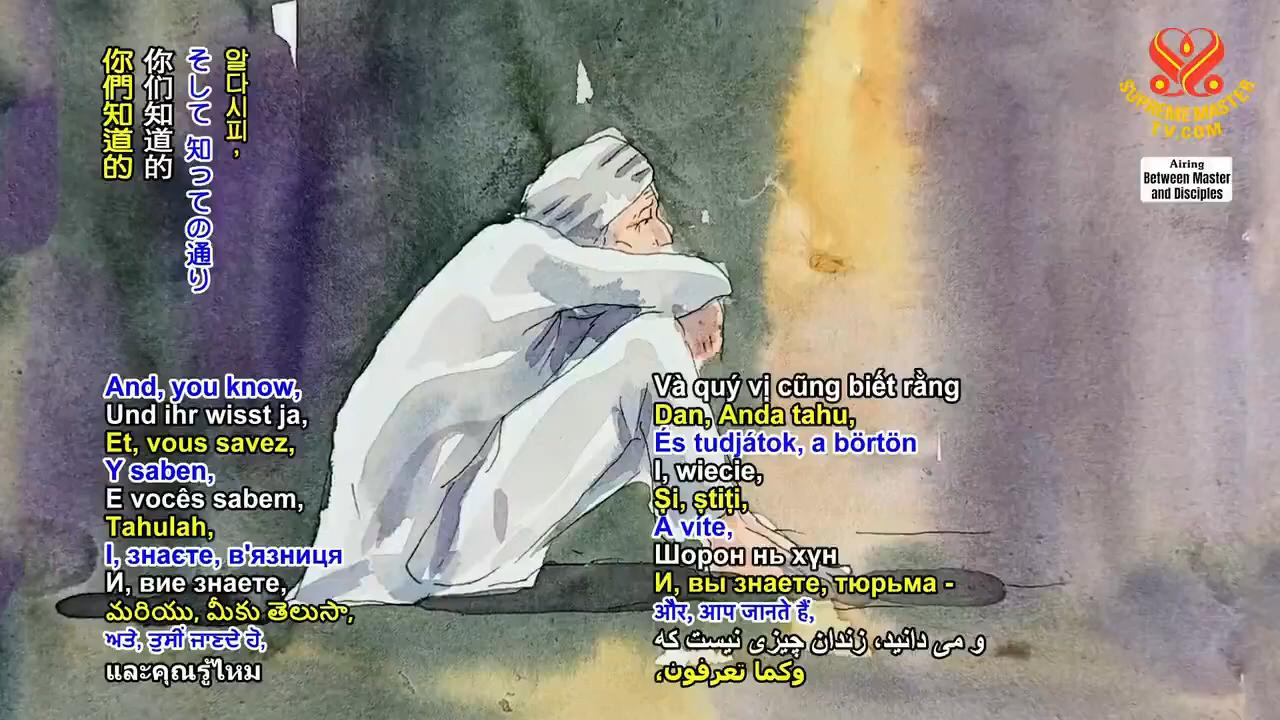 알다시피,
そして 知っての通り
你们知道的
你們知道的
SUPREME MASTER
TV.COM
Airing
Between Master
and Disciples
And, you know,
Und ihr wisst ja,
Et, vous savez,
Y saben,
E vocês sabem,
Tahulah,
І, знаєте, в'язниця
И, вие знаете,
మరియు, మీకు తెలుసా,
ਅਤੇ, ਤੁਸੀਂ ਜਾਣਦੇ ਹੋ,
และคุณรู้ไหม
Và quý vị cũng biết rằng
Dan, Anda tahu,
És tudjátok, a börtön
I, wiecie,
Și, știți,
A víte,
Шорон нь хүн
И, вы знаете, тюрьма -
और, आप जानते हैं,
و می دانید، زندان چیزی نیست که
وكما تعرفون،